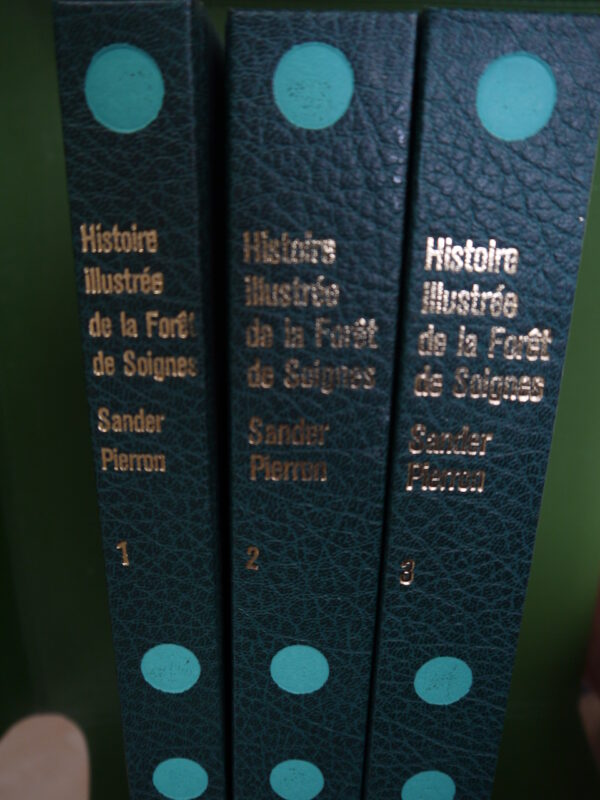 Histoire
illustrée
de la Forêt
de Soignes
Sander
Pierron
1
Histoire
illustrée
de la Forêt
de Soignes
Sander
Pierron
2
Histoire
illustrée
de la Forêt
de Soignes
Sander
Pierron
3